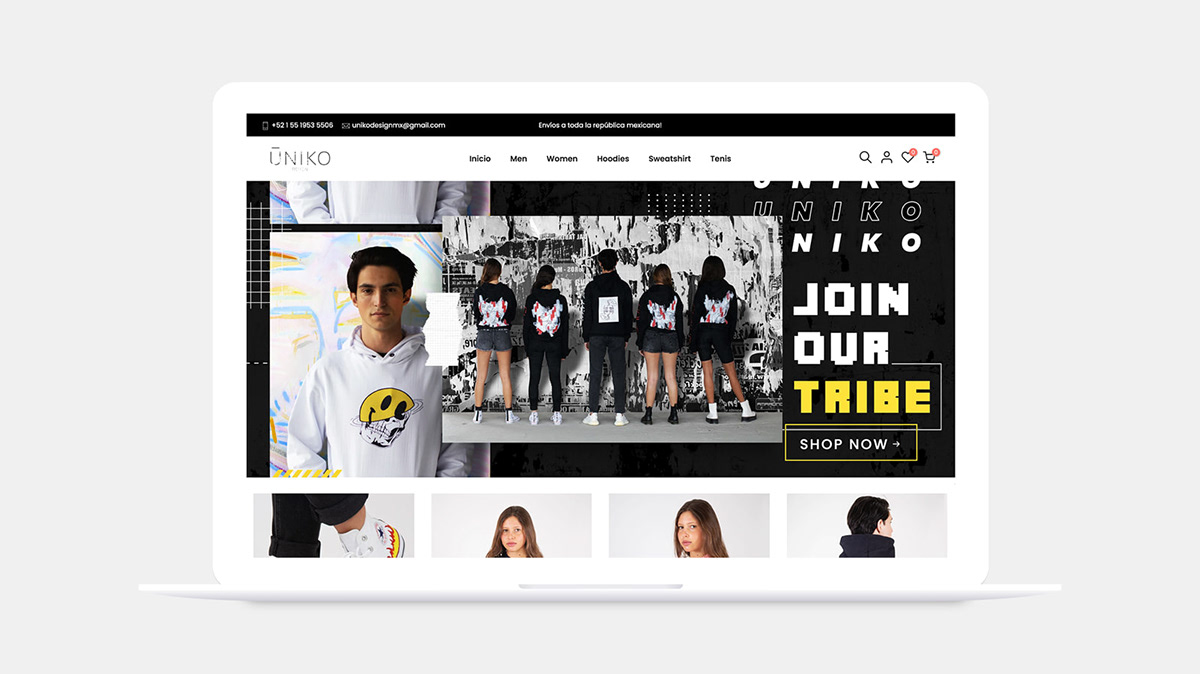 +52 1 55 1953 5506 unikodesignmx@gmail.com Envíos a toda la república mexicana!
ŪNIKO
Inicio Men Women Hoodies Sweatshirt Tenis
0 0
UNIKO
UNIKO
NIKO
JOIN
OUR
TRIBE
SHOP NOW →